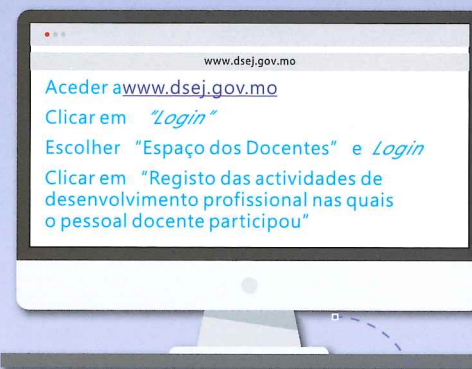 www.dsej.gov.mo
Aceder awww.dsej.gov.mo
Clicar em "Login"
Escolher "Espaço dos Docentes" e Login
Clicar em "Registo das actividades de
desenvolvimento profissional nas quais
o pessoal docente participou"